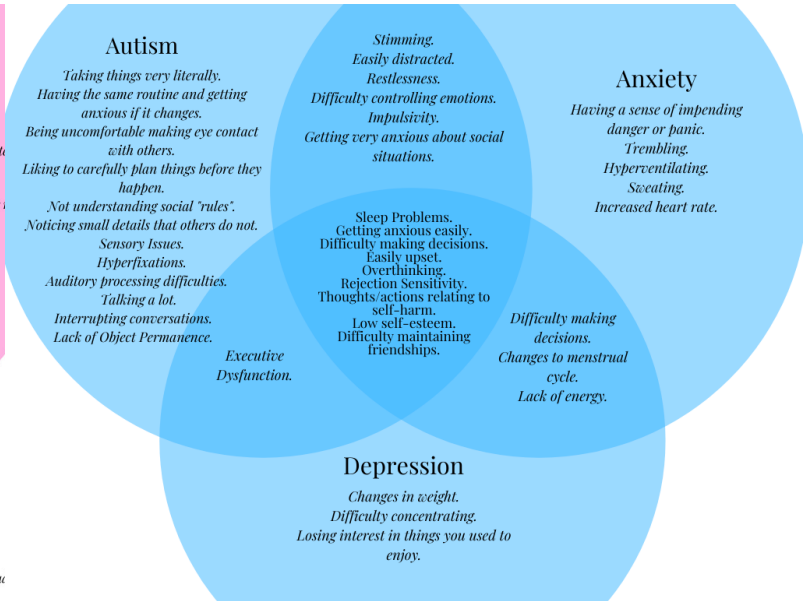 Autism
Taking things very literally.
Having the same routine and getting
anxious if it changes.
Being uncomfortable making eye contact
with others.
Liking to carefully plan things before they
happen.
Not understanding social "rules".
Noticing small details that others do not.
Sensory Issues.
Hyperfixations.
Auditory processing difficulties.
Talking a lot.
Interrupting conversations.
Lack of Object Permanence.
Stimming.
Easily distracted.
Restlessness.
Difficulty controlling emotions.
Impulsivity.
Getting very anxious about social
situations.
Anxiety
Having a sense of impending
danger or panic.
Trembling.
Hyperventilating.
Sweating.
Increased heart rate.
Sleep Problems.
Getting anxious easily.
Difficulty making decisions.
Easily upset.
Overthinking.
Rejection Sensitivity.
Thoughts/actions relating to
self-harm.
Low self-esteem.
Difficulty maintaining
friendships.
Executive
Dysfunction.
Difficulty making
decisions.
Changes to menstrual
cycle.
Lack of energy.
Depression
Changes in weight.
Difficulty concentrating.
Losing interest in things you used to
enjoy.